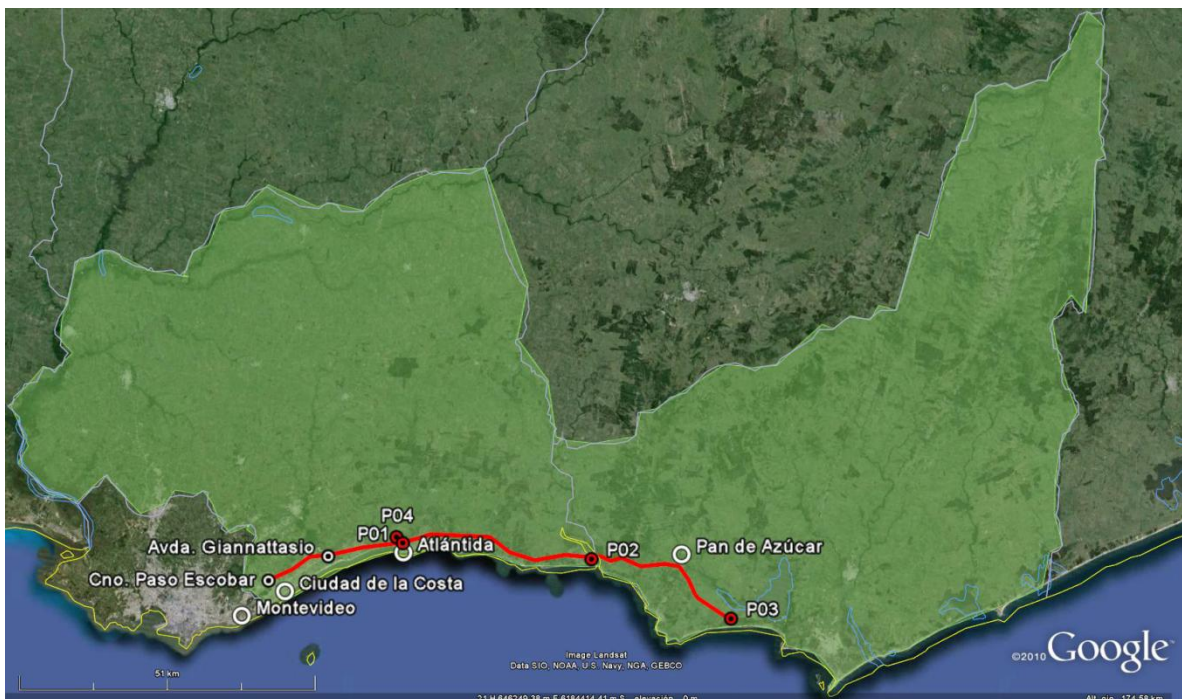 P04
P01
Atlántida
Avda. Giannattasio
P02
Pan de Azúcar
Cno. Paso Escobar
Ciudad de la Costa
Montevideo
P03
Image Landsat
Data SIO, NOAA, U.S. Navy, NGA, GEBCO
©2010 Google
51 km